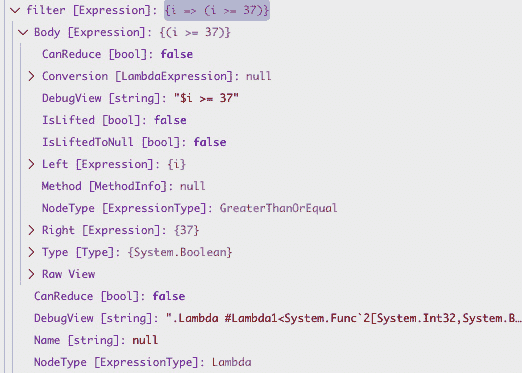 filter [Expression]: {i => (i >= 37)}
Body [Expression]: {(i >= 37)}
CanReduce [bool]: false
Conversion [LambdaExpression]: null
DebugView [string]: "$i >= 37"
IsLifted [bool]: false
IsLiftedToNull [bool]: false
Left [Expression]: {i}
Method [MethodInfo]: null
NodeType [ExpressionType]: GreaterThanOrEqual
Right [Expression]: {37}
Type [Type]: {System.Boolean}
Raw View
CanReduce [bool]: false
DebugView [string]: ".Lambda #Lambda1<System.Func`2[System.Int32,System.B…
Name [string]: null
NodeType [ExpressionType]: Lambda